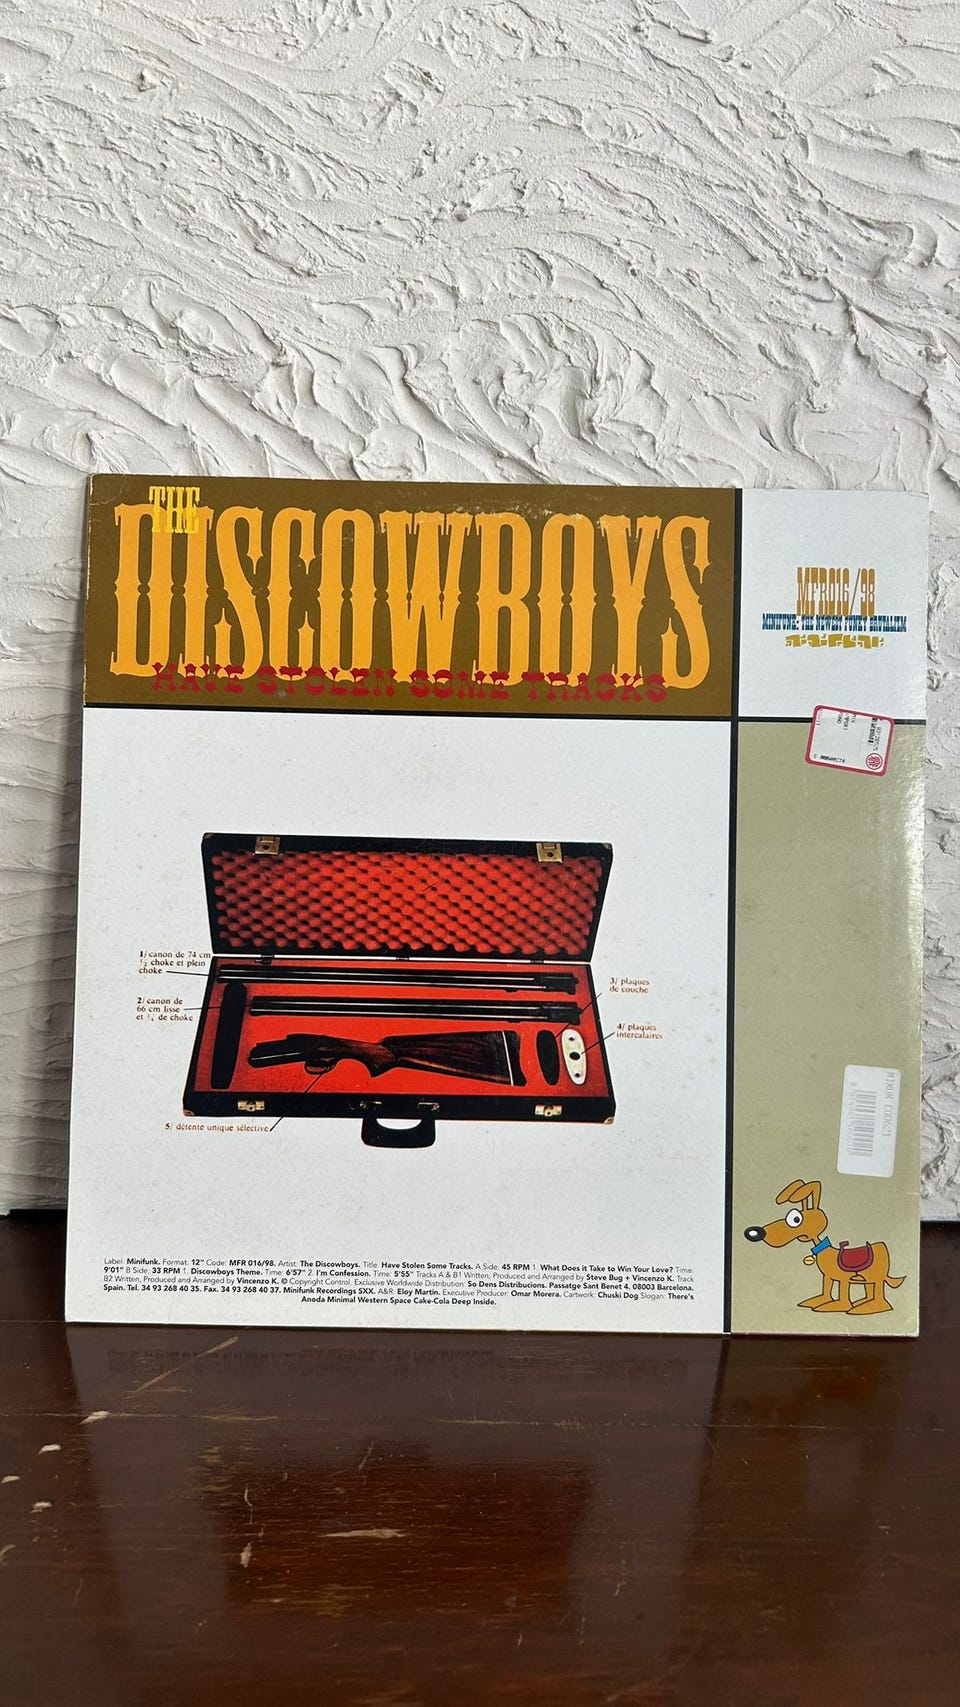 THE
DISCOWBOYS
HAVE STOLEN SOME TRACKS
MFR016/98
MINIFUNK: THE NEWEST FUNKY
1/ canon de 74 cm
½ choke et plein
choke
2/ canon de
66 cm lisse
et ¼ de choke
3/ plaques
de couche
4/ plaques
intercalaires
5/ détente unique sélective
Label: Minifunk. Format: 12" Code: MFR 016/98. Artist: The Discowboys. Title: Have Stolen Some Tracks. A Side: 45 RPM 1. What Does it Take to Win Your Love? Time:
9'01" B Side: 33 RPM 1. Discowboys Theme. Time: 6'57" 2. I'm Confession. Time: 5'55" Tracks A & B1 Written, Produced and Arranged by Steve Bug + Vincenzo K. Track
B2 Written, Produced and Arranged by Vincenzo K. © Copyright Control. Exclusive Worldwide Distribution: So Dens Distribucions. Passatge Sant Benet 4, 08003 Barcelona.
Spain. Tel. 34 93 268 40 35. Fax. 34 93 268 40 37. Minifunk Recordings SXX. A&R: Eloy Martin. Executive Producer: Omar Morera. Cartwork: Chuski Dog Slogan: There's
Anoda Minimal Western Space Cake-Cola Deep Inside.